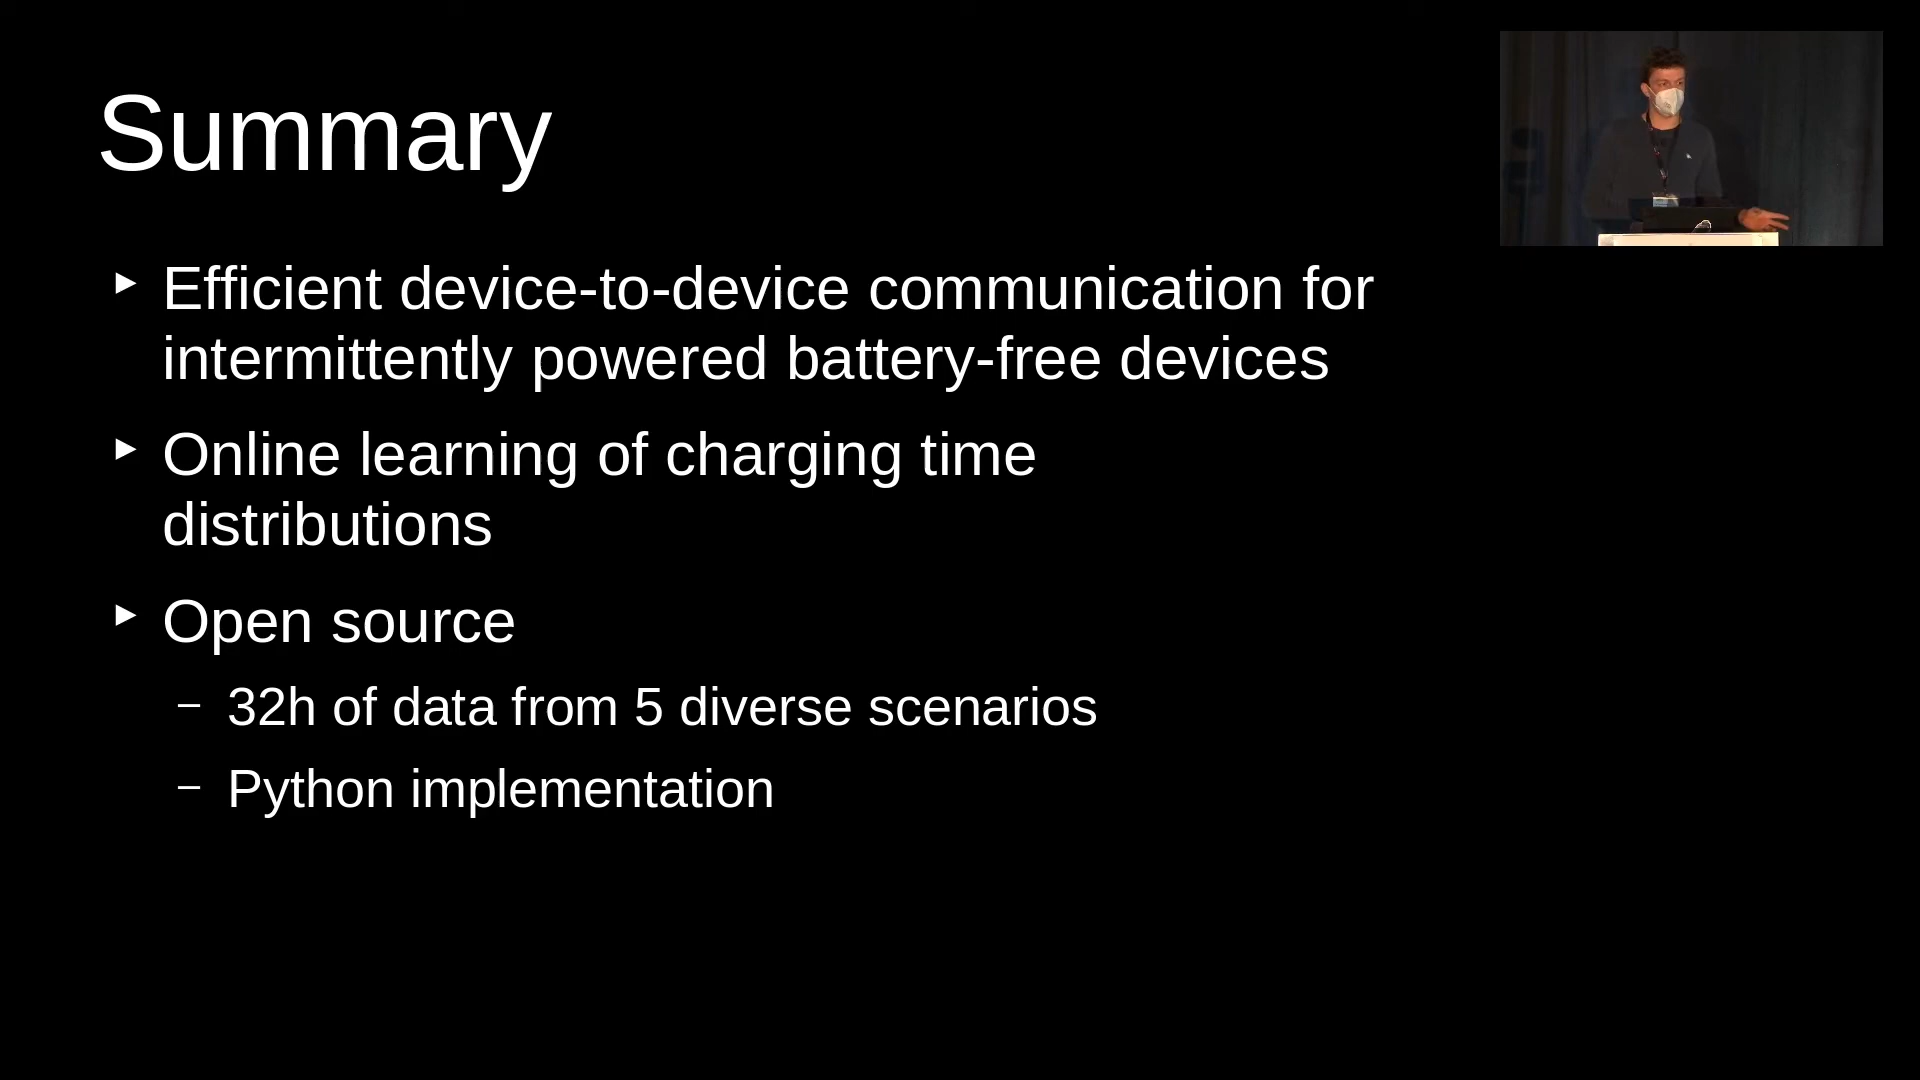 Summary
► Efficient device-to-device communication for
intermittently powered battery-free devices
► Online learning of charging time
distributions
► Open source
– 32h of data from 5 diverse scenarios
– Python implementation